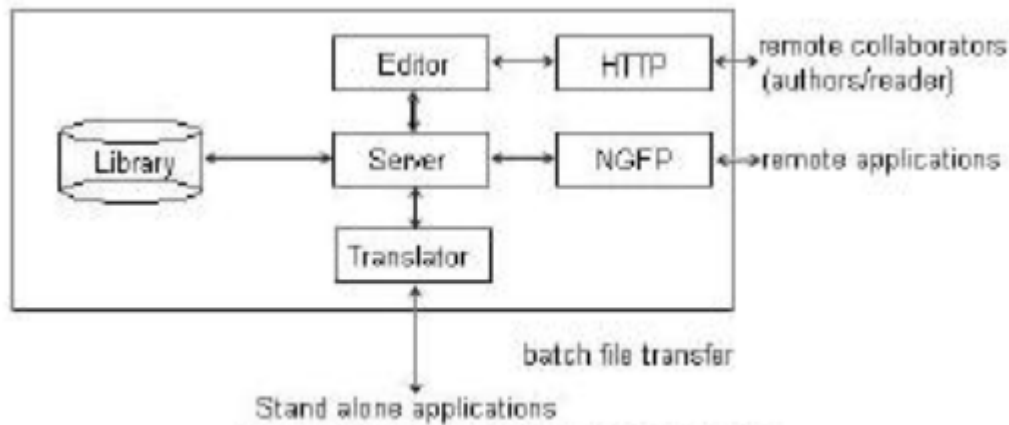 Editor
HTTP
remote collaborators
(authors/reader)
Library
Server
NGFP
remote applications
Translator
batch file transfer
Stand alone applications